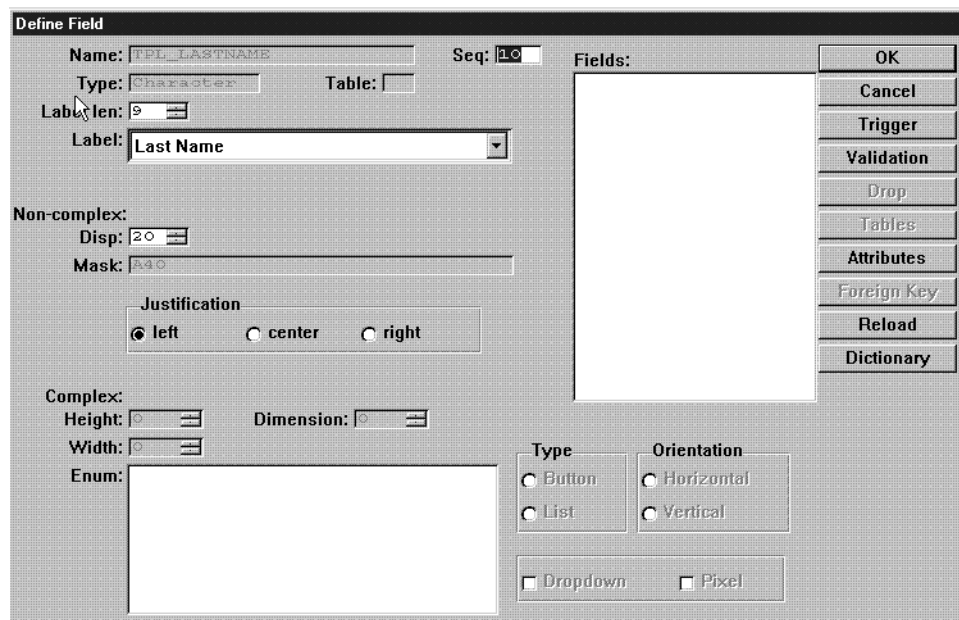 Define Field
Name: TPL_LASTNAME
Seq: 10
Type: Character
Table:
Label len: 9
Label: Last Name
Non-complex:
Disp: 20
Mask: A40
Justification
left center right
Complex:
Height: 0
Dimension: 0
Width: 0
Enum:
Fields:
Type
Button
List
Orientation
Horizontal
Vertical
Dropdown
Pixel
OK
Cancel
Trigger
Validation
Drop
Tables
Attributes
Foreign Key
Reload
Dictionary